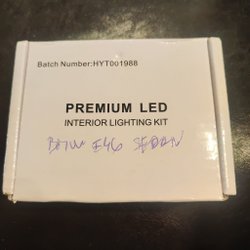 Batch Number:HYT001988
PREMIUM LED
INTERIOR LIGHTING KIT
BMW E46 SEDAN